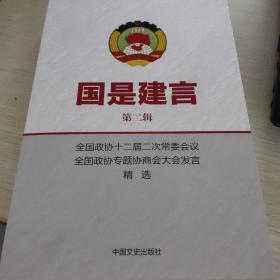 国是建言
第二辑
全国政协十二届二次常委会议
全国政协专题协商会大会发言
精选
中国文史出版社